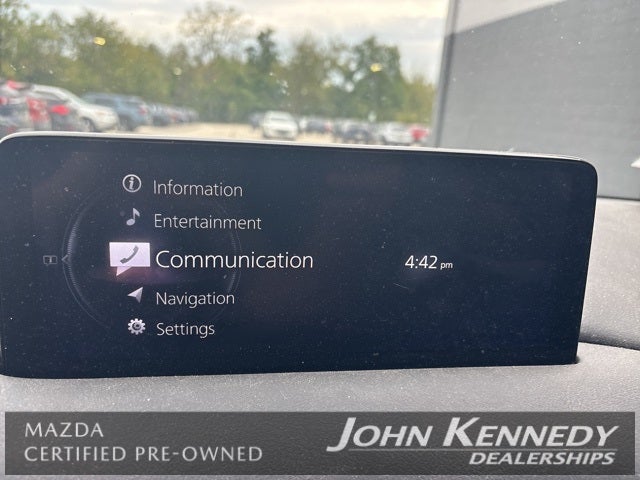 Information
Entertainment
Communication
4:42 pm
Navigation
Settings
MAZDA
CERTIFIED PRE-OWNED
JOHN KENNEDY
DEALERSHIPS